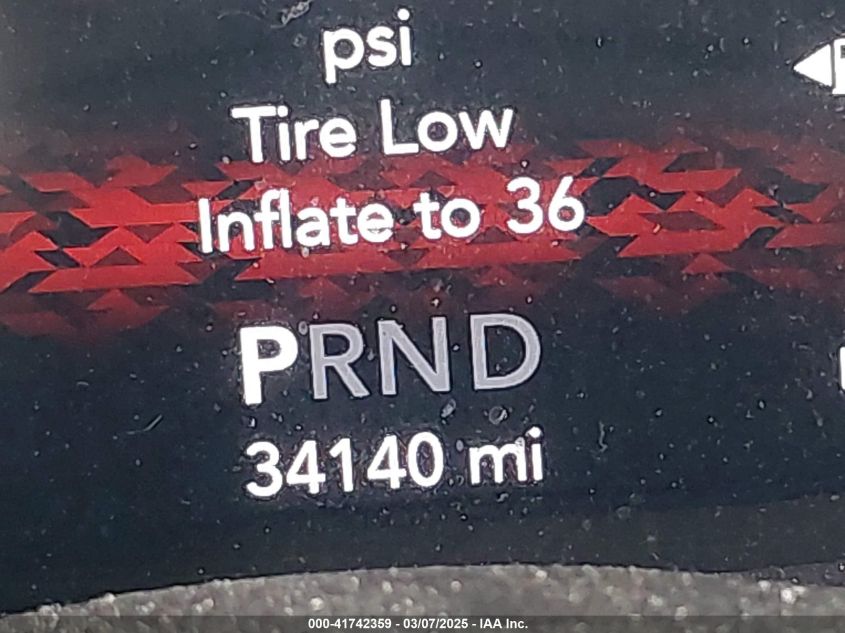 psi
Tire Low
Inflate to 36
PRND
34140 mi
000-41742359 - 03/07/2025 - IAA Inc.